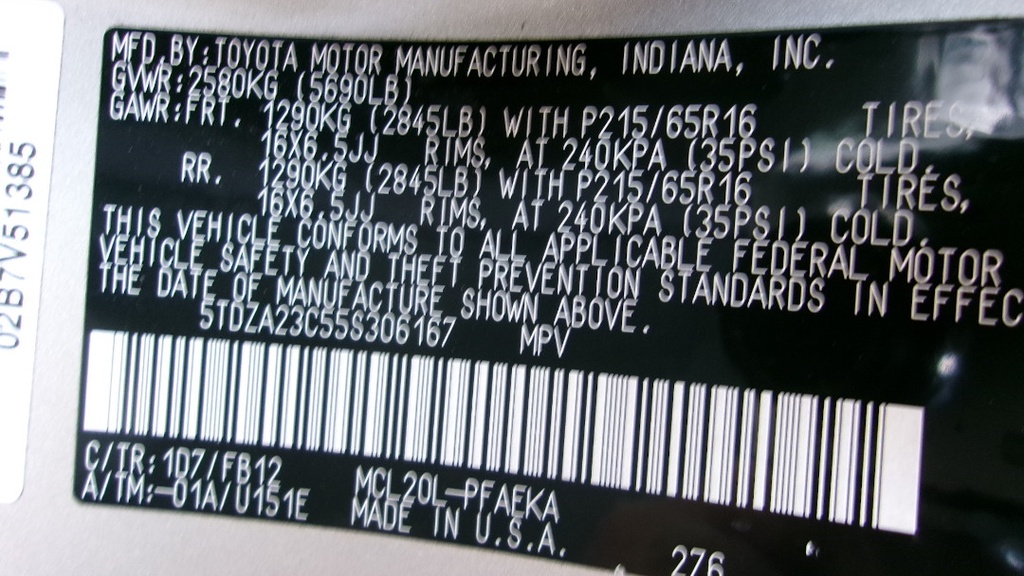 MFD.BY:TOYOTA MOTOR MANUFACTURING, INDIANA, INC.
GVWR:2580KG (5690LB)
GAWR:FRT. 1290KG (2845LB) WITH P215/65R16 TIRES,
16X6.5JJ RIMS, AT 240KPA (35PSI) COLD.
RR. 1290KG (2845LB) WITH P215/65R16 TIRES,
16X6.5JJ RIMS, AT 240KPA (35PSI) COLD.
THIS VEHICLE CONFORMS TO ALL APPLICABLE FEDERAL MOTOR
VEHICLE SAFETY AND THEFT PREVENTION STANDARDS IN EFFEC
THE DATE OF MANUFACTURE SHOWN ABOVE.
5TDZA23C55S306167 MPV
C/TR:1D7/FB12 MCL20L-PFAEKA
A/TM:-01A/U151E MADE IN U.S.A.
276
02B7V51385